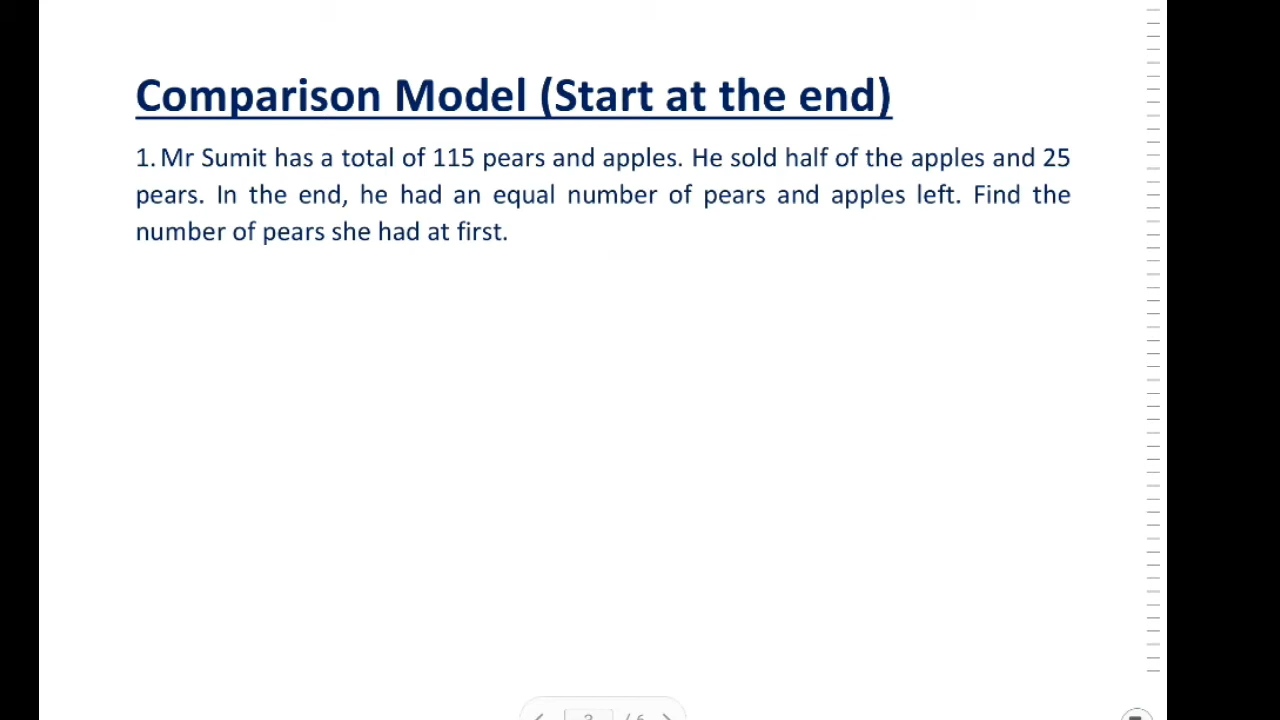 Comparison Model (Start at the end)
1. Mr Sumit has a total of 115 pears and apples. He sold half of the apples and 25
pears. In the end, he had an equal number of pears and apples left. Find the
number of pears she had at first.
/ 6